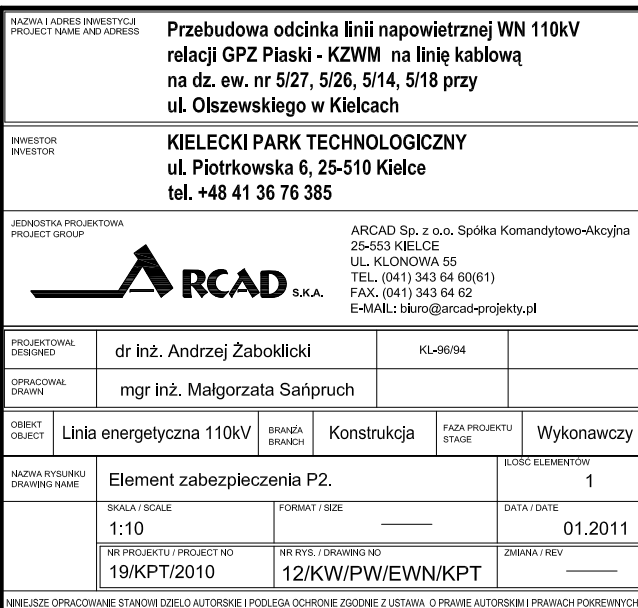 NAZWA I ADRES INWESTYCJI
PROJECT NAME AND ADRESS
Przebudowa odcinka linii napowietrznej WN 110kV
relacji GPZ Piaski - KZWM na linię kablową
na dz. ew. nr 5/27, 5/26, 5/14, 5/18 przy
ul. Olszewskiego w Kielcach
INWESTOR
INVESTOR
KIELECKI PARK TECHNOLOGICZNY
ul. Piotrkowska 6, 25-510 Kielce
tel. +48 41 36 76 385
JEDNOSTKA PROJEKTOWA
PROJECT GROUP
ARCAD S.K.A.
ARCAD Sp. z o.o. Spółka Komandytowo-Akcyjna
25-553 KIELCE
UL. KLONOWA 55
TEL. (041) 343 64 60(61)
FAX. (041) 343 64 62
E-MAIL: biuro@arcad-projekty.pl
PROJEKTOWAŁ
DESIGNED
dr inż. Andrzej Żaboklicki
KL-96/94
OPRACOWAŁ
DRAWN
mgr inż. Małgorzata Sańpruch
OBIEKT
OBJECT
Linia energetyczna 110kV
BRANŻA
BRANCH
Konstrukcja
FAZA PROJEKTU
STAGE
Wykonawczy
NAZWA RYSUNKU
DRAWING NAME
Element zabezpieczenia P2.
ILOŚĆ ELEMENTÓW
1
SKALA / SCALE
1:10
FORMAT / SIZE
DATA / DATE
01.2011
NR PROJEKTU / PROJECT NO
19/KPT/2010
NR RYS. / DRAWING NO
12/KW/PW/EWN/KPT
ZMIANA / REV
NINIEJSZE OPRACOWANIE STANOWI DZIEŁO AUTORSKIE I PODLEGA OCHRONIE ZGODNIE Z USTAWĄ O PRAWIE AUTORSKIM I PRAWACH POKREWNYCH